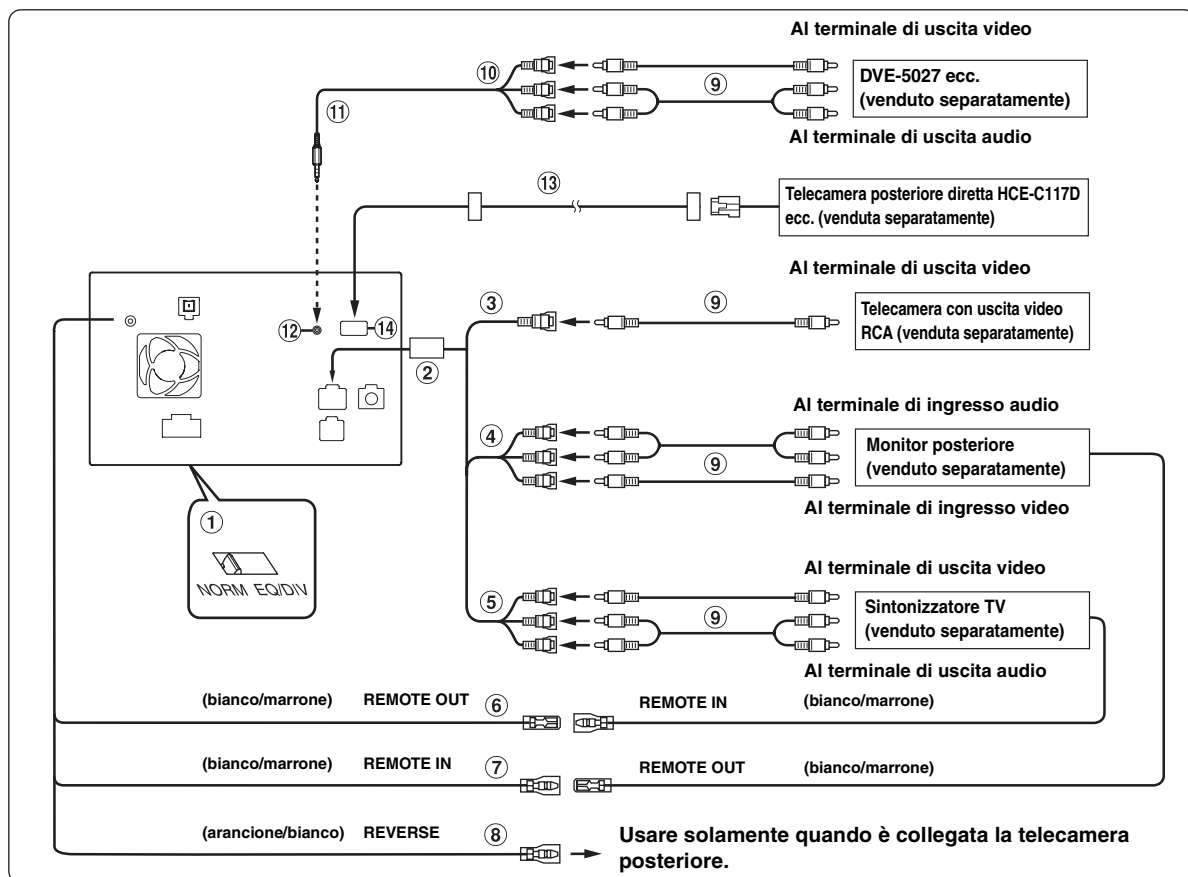 Al terminale di uscita video
⑩
⑨
DVE-5027 ecc.
(venduto separatamente)
⑪
Al terminale di uscita audio
⑬
Telecamera posteriore diretta HCE-C117D
ecc. (venduta separatamente)
Al terminale di uscita video
③
⑨
Telecamera con uscita video
RCA (venduta separatamente)
⑫
⑭
②
Al terminale di ingresso audio
④
⑨
Monitor posteriore
(venduto separatamente)
Al terminale di ingresso video
①
NORM EQ/DIV
Al terminale di uscita video
⑤
⑨
Sintonizzatore TV
(venduto separatamente)
Al terminale di uscita audio
(bianco/marrone) REMOTE OUT ⑥ REMOTE IN (bianco/marrone)
(bianco/marrone) REMOTE IN ⑦ REMOTE OUT (bianco/marrone)
(arancione/bianco) REVERSE ⑧ Usare solamente quando è collegata la telecamera
posteriore.